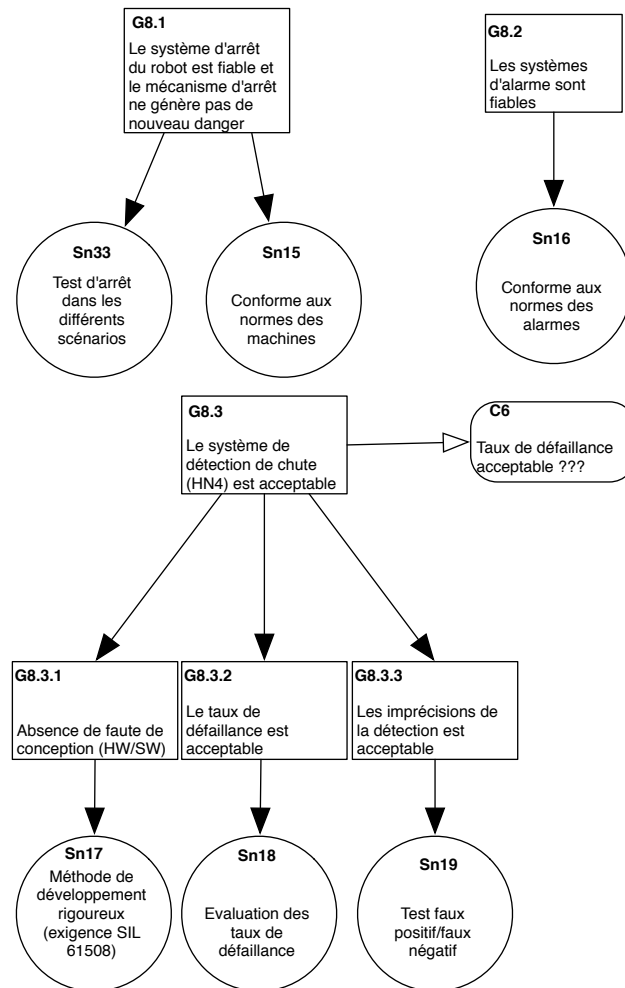 G8.1
Le système d'arrêt
du robot est fiable et
le mécanisme d'arrêt
ne génère pas de
nouveau danger
G8.2
Les systèmes
d'alarme sont
fiables
Sn33
Test d'arrêt
dans les
différents
scénarios
Sn15
Conforme aux
normes des
machines
Sn16
Conforme aux
normes des
alarmes
G8.3
Le système de
détection de chute
(HN4) est acceptable
C6
Taux de défaillance
acceptable ???
G8.3.1
Absence de faute de
conception (HW/SW)
G8.3.2
Le taux de
défaillance est
acceptable
G8.3.3
Les imprécisions de
la détection est
acceptable
Sn17
Méthode de
développement
rigoureux
(exigence SIL
61508)
Sn18
Evaluation des
taux de
défaillance
Sn19
Test faux
positif/faux
négatif